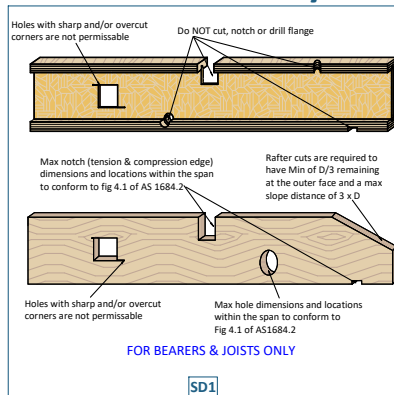 Holes with sharp and/or overcut
corners are not permissable
Do NOT cut, notch or drill flange
Max notch (tension & compression edge)
dimensions and locations within the span
to conform to fig 4.1 of AS 1684.2
Rafter cuts are required to
have Min of D/3 remaining
at the outer face and a max
slope distance of 3 x D
Holes with sharp and/or overcut
corners are not permissable
Max hole dimensions and locations
within the span to conform to
Fig 4.1 of AS1684.2
FOR BEARERS & JOISTS ONLY
SD1